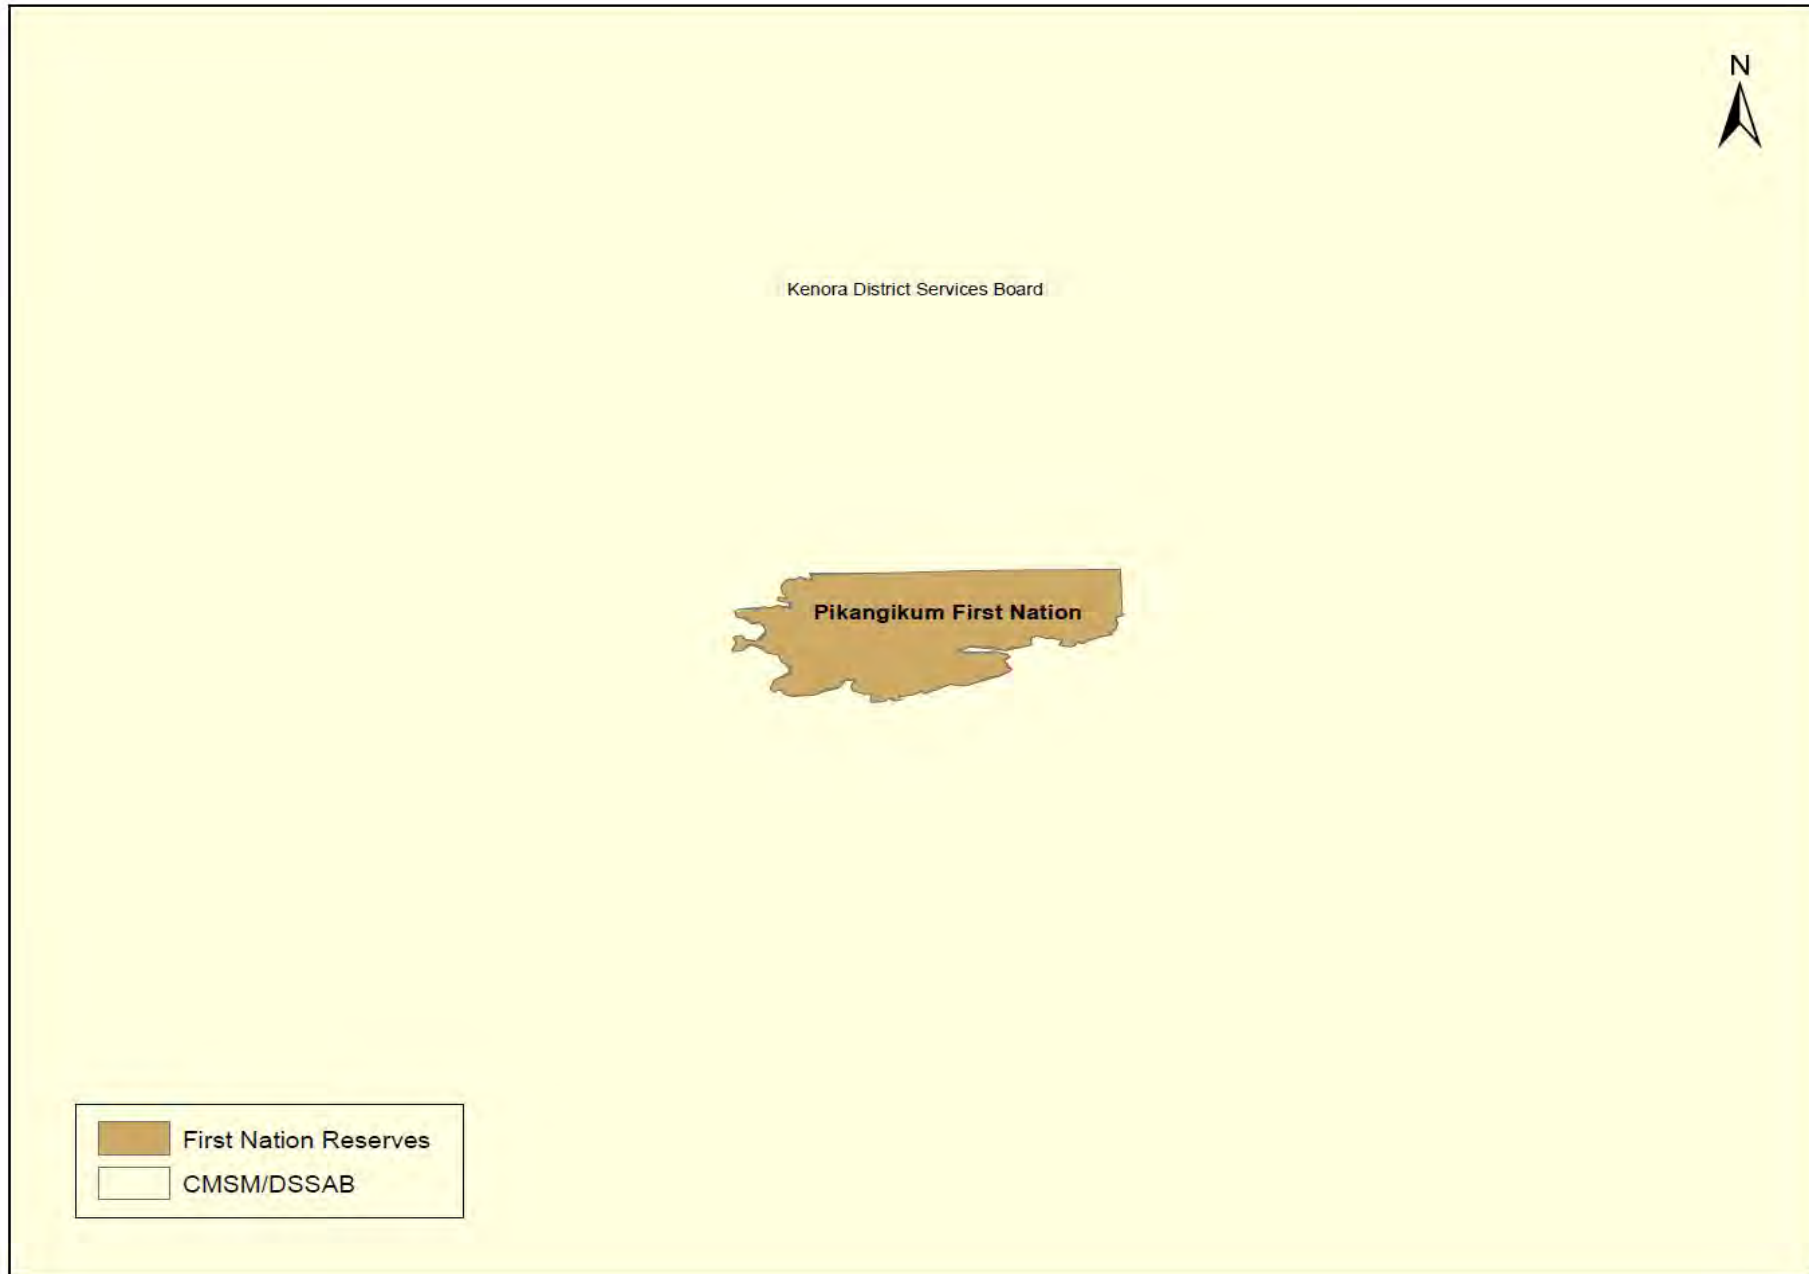 N
Kenora District Services Board
Pikangikum First Nation
First Nation Reserves
CMSM/DSSAB